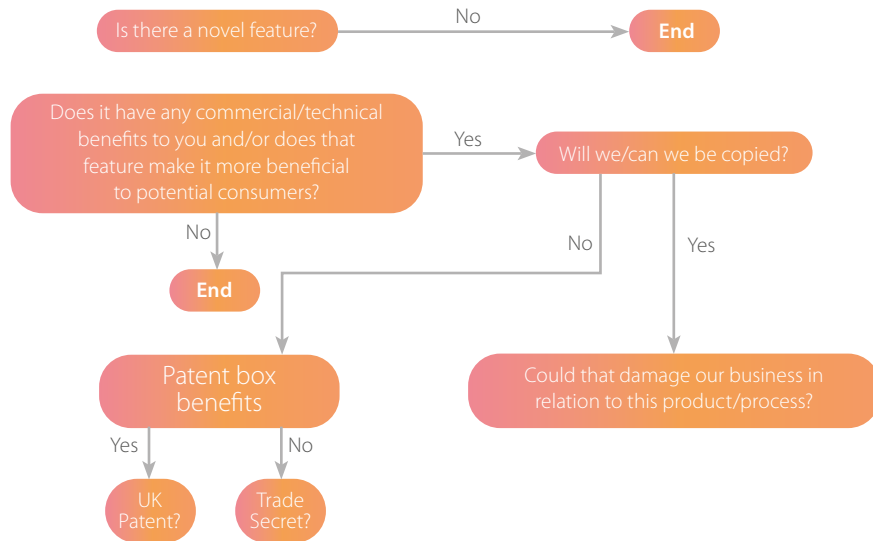 Is there a novel feature?
No
End
Does it have any commercial/technical
benefits to you and/or does that
feature make it more beneficial
to potential consumers?
Yes
Will we/can we be copied?
No
End
No
Yes
Patent box
benefits
Could that damage our business in
relation to this product/process?
Yes
No
UK
Patent?
Trade
Secret?